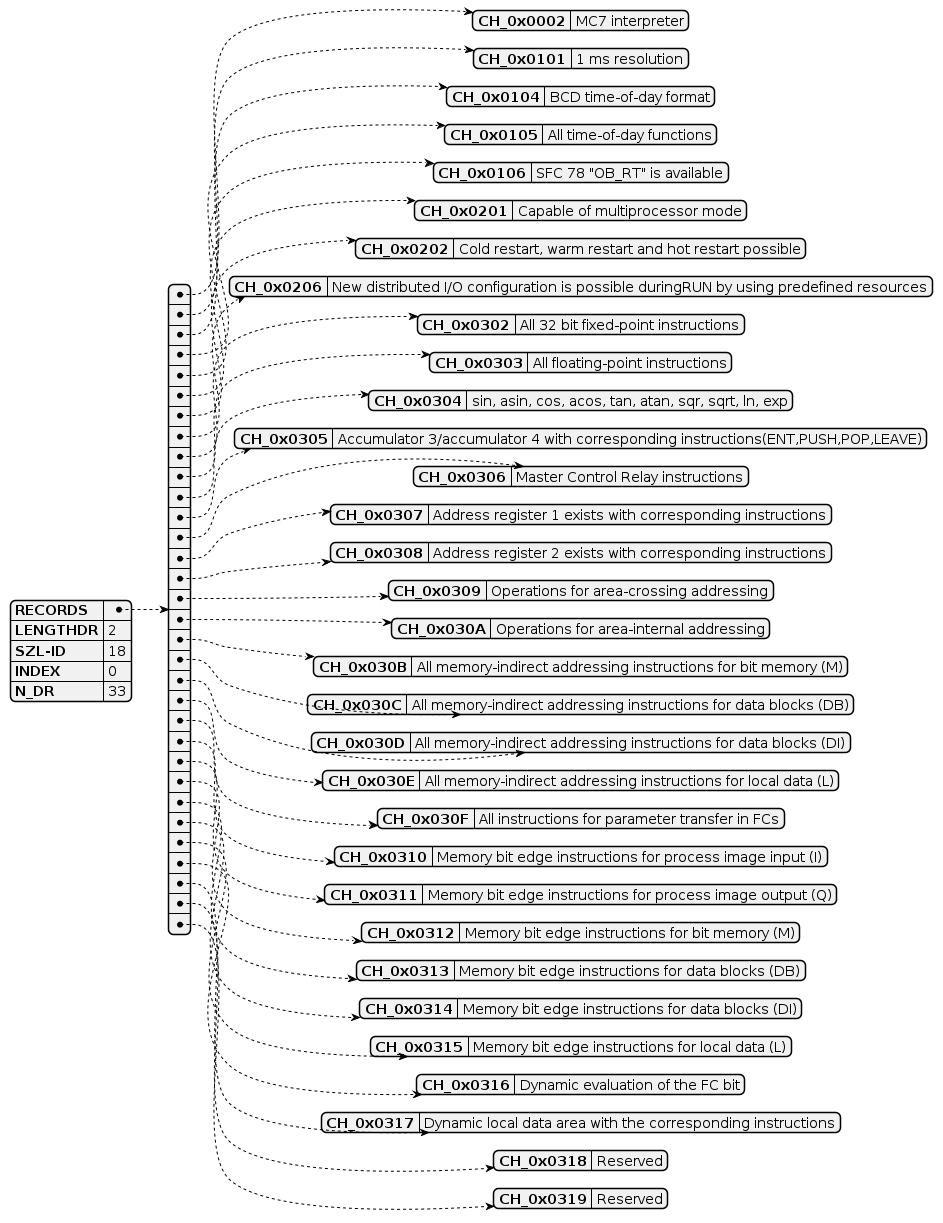 CH_0x0002 MC7 interpreter
CH_0x0101 1 ms resolution
CH_0x0104 BCD time-of-day format
CH_0x0105 All time-of-day functions
CH_0x0106 SFC 78 "OB_RT" is available
CH_0x0201 Capable of multiprocessor mode
CH_0x0202 Cold restart, warm restart and hot restart possible
CH_0x0206 New distributed I/O configuration is possible duringRUN by using predefined resources
CH_0x0302 All 32 bit fixed-point instructions
CH_0x0303 All floating-point instructions
CH_0x0304 sin, asin, cos, acos, tan, atan, sqr, sqrt, ln, exp
CH_0x0305 Accumulator 3/accumulator 4 with corresponding instructions(ENT,PUSH,POP,LEAVE)
CH_0x0306 Master Control Relay instructions
CH_0x0307 Address register 1 exists with corresponding instructions
CH_0x0308 Address register 2 exists with corresponding instructions
CH_0x0309 Operations for area-crossing addressing
RECORDS
LENGTHDR 2
SZL-ID 18
INDEX 0
N_DR 33
CH_0x030A Operations for area-internal addressing
CH_0x030B All memory-indirect addressing instructions for bit memory (M)
CH_0x030C All memory-indirect addressing instructions for data blocks (DB)
CH_0x030D All memory-indirect addressing instructions for data blocks (DI)
CH_0x030E All memory-indirect addressing instructions for local data (L)
CH_0x030F All instructions for parameter transfer in FCs
CH_0x0310 Memory bit edge instructions for process image input (I)
CH_0x0311 Memory bit edge instructions for process image output (Q)
CH_0x0312 Memory bit edge instructions for bit memory (M)
CH_0x0313 Memory bit edge instructions for data blocks (DB)
CH_0x0314 Memory bit edge instructions for data blocks (DI)
CH_0x0315 Memory bit edge instructions for local data (L)
CH_0x0316 Dynamic evaluation of the FC bit
CH_0x0317 Dynamic local data area with the corresponding instructions
CH_0x0318 Reserved
CH_0x0319 Reserved